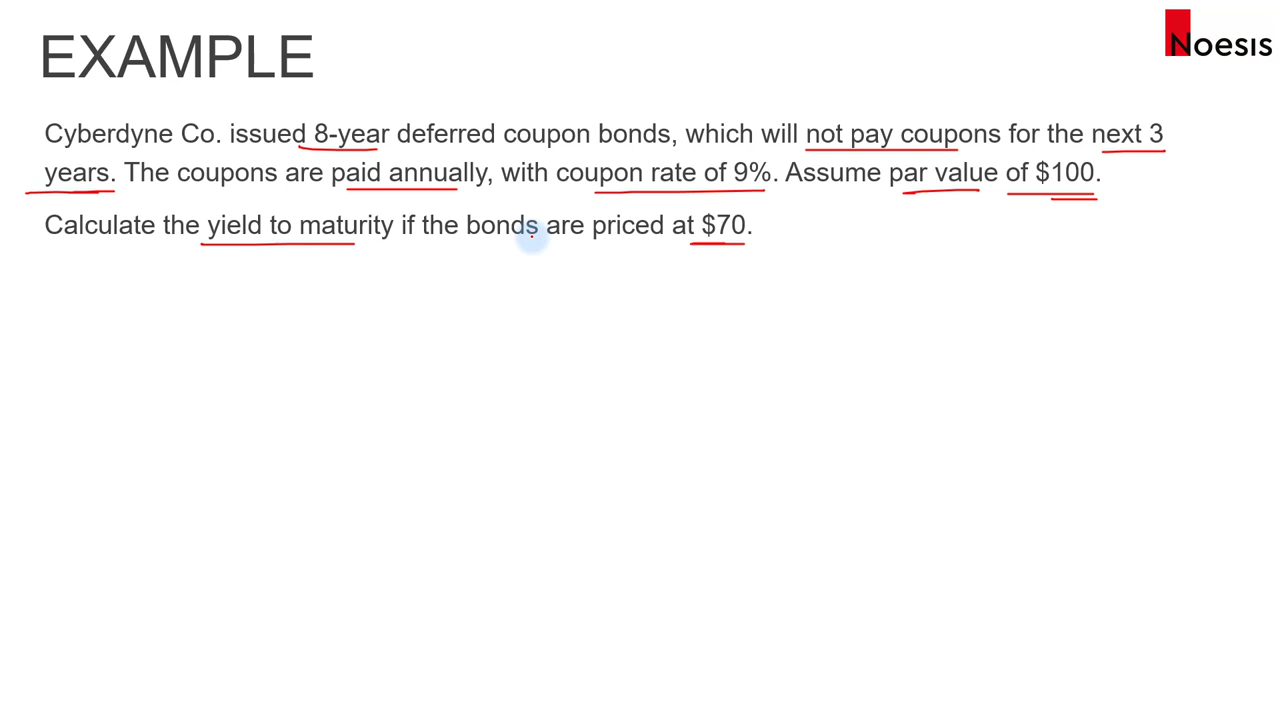 EXAMPLE
Noesis
Cyberdyne Co. issued 8-year deferred coupon bonds, which will not pay coupons for the next 3
years. The coupons are paid annually, with coupon rate of 9%. Assume par value of $100.
Calculate the yield to maturity if the bonds are priced at $70.